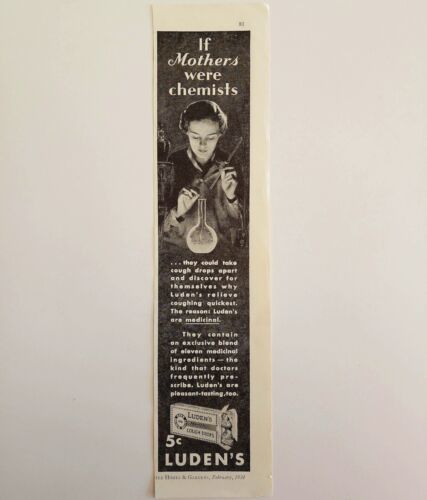 81
If
Mothers
were
chemists
... they could take
cough drops apart
and discover for
themselves why
Luden's relieve
coughing quickest.
The reason: Luden's
are medicinal.
They contain
an exclusive blend
of eleven medicinal
ingredients — the
kind that doctors
frequently pre-
scribe. Luden's are
pleasant-tasting, too.
LUDEN'S
COUGH DROPS
5¢
LUDEN'S
HOMES & GARDENS, February, 1934